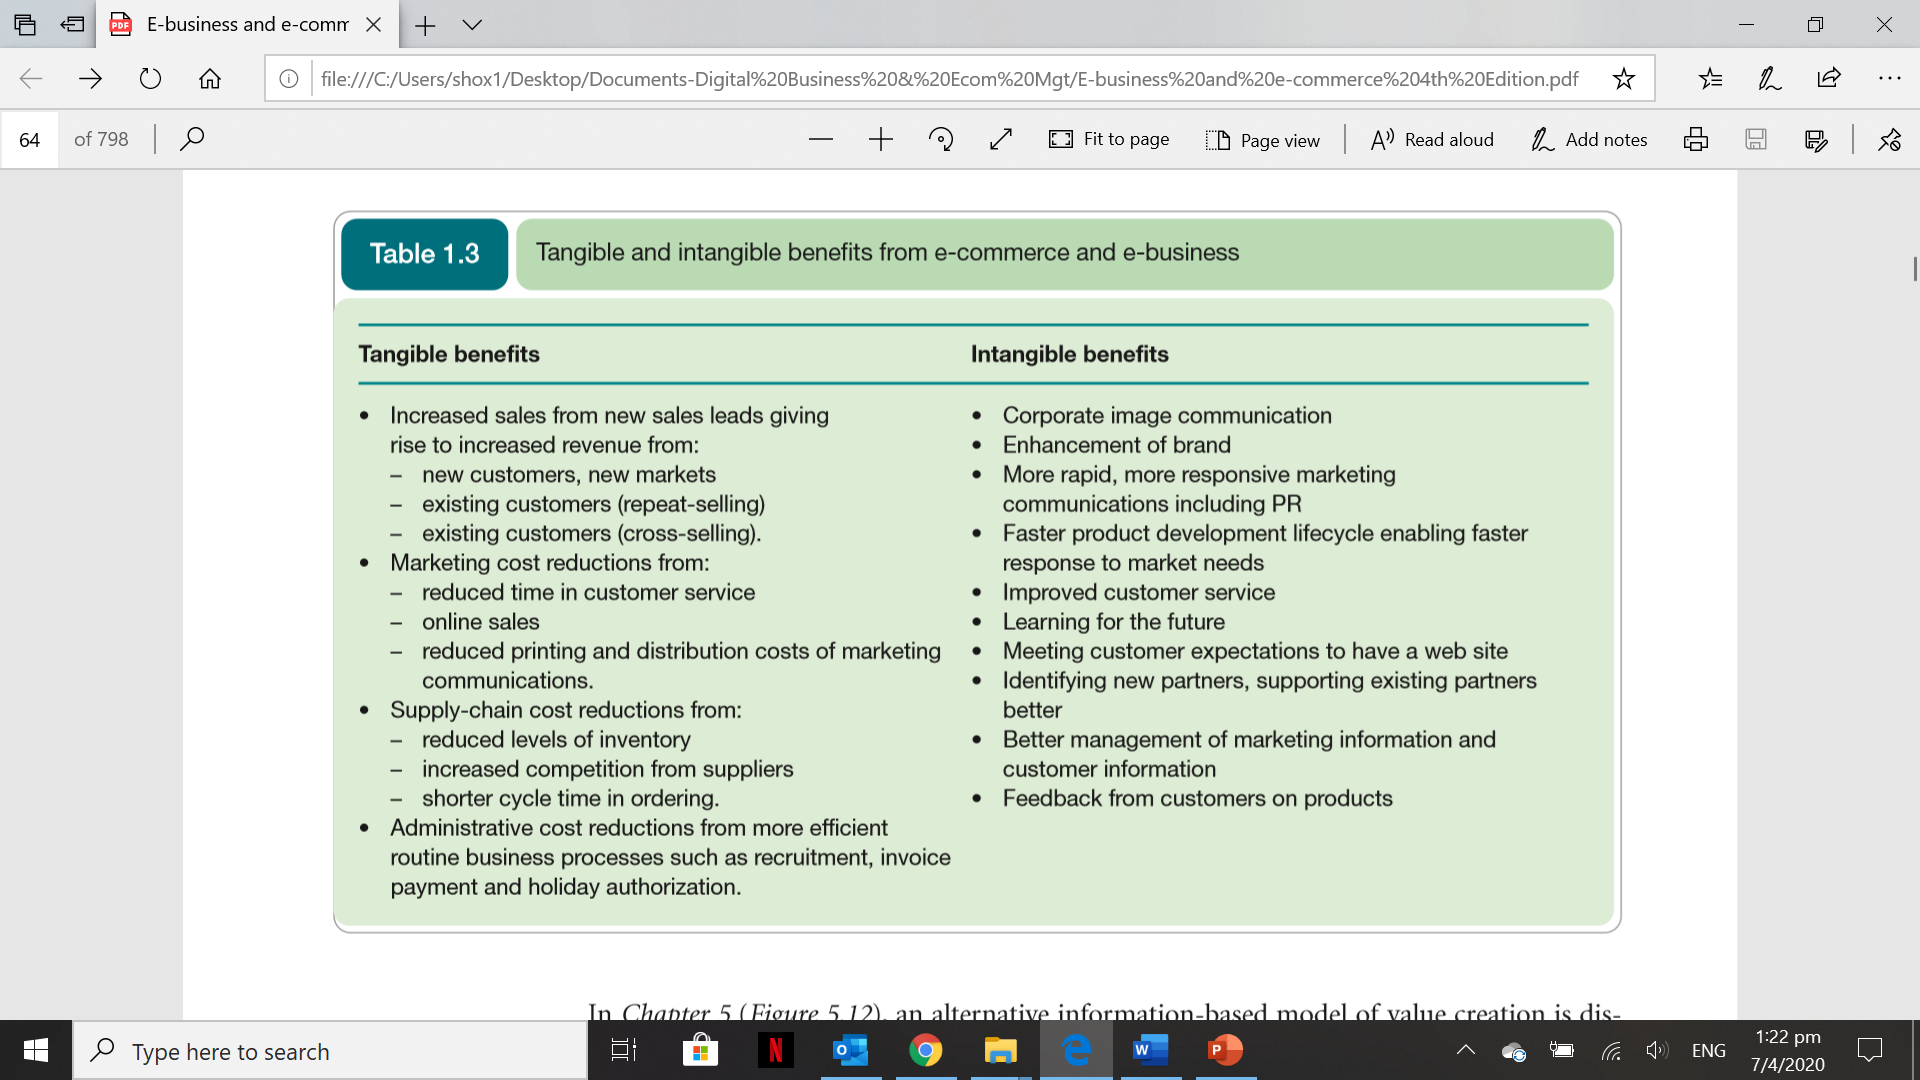 E-business and e-comm
file:///C:/Users/shox1/Desktop/Documents-Digital%20Business%20&%20Ecom%20Mgt/E-business%20and%20e-commerce%204th%20Edition.pdf
64 of 798 Fit to page Page view Read aloud Add notes
Table 1.3 Tangible and intangible benefits from e-commerce and e-business
Tangible benefits
• Increased sales from new sales leads giving
rise to increased revenue from:
– new customers, new markets
– existing customers (repeat-selling)
– existing customers (cross-selling).
• Marketing cost reductions from:
– reduced time in customer service
– online sales
– reduced printing and distribution costs of marketing
communications.
• Supply-chain cost reductions from:
– reduced levels of inventory
– increased competition from suppliers
– shorter cycle time in ordering.
• Administrative cost reductions from more efficient
routine business processes such as recruitment, invoice
payment and holiday authorization.
Intangible benefits
• Corporate image communication
• Enhancement of brand
• More rapid, more responsive marketing
communications including PR
• Faster product development lifecycle enabling faster
response to market needs
• Improved customer service
• Learning for the future
• Meeting customer expectations to have a web site
• Identifying new partners, supporting existing partners
better
• Better management of marketing information and
customer information
• Feedback from customers on products
In Chapter 5 (Figure 5.12), an alternative information-based model of value creation is dis-
Type here to search
ENG
1:22 pm
7/4/2020